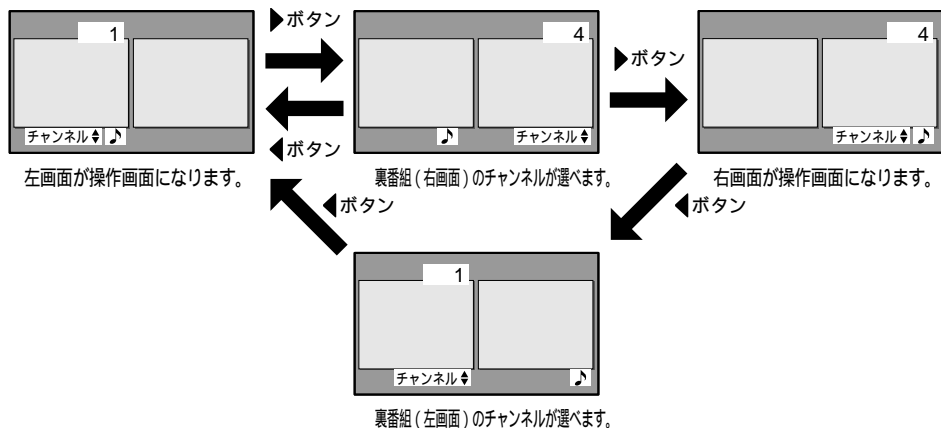 1
チャンネル♪
左画面が操作画面になります。
▶ボタン
◀ボタン
4
♪
チャンネル
裏番組(右画面)のチャンネルが選べます。
▶ボタン
4
チャンネル♪
右画面が操作画面になります。
◀ボタン
◀ボタン
1
チャンネル
♪
裏番組(左画面)のチャンネルが選べます。